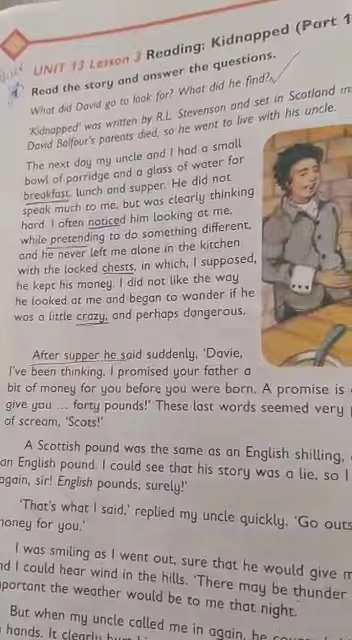 UNIT 13 Lesson 3 Reading: Kidnapped (Part 1
Read the story and answer the questions.
What did David go to look for? What did he find?
'Kidnapped' was written by R.L. Stevenson and set in Scotland in
David Balfour's parents died, so he went to live with his uncle.
The next day my uncle and I had a small
bowl of porridge and a glass of water for
breakfast, lunch and supper. He did not
speak much to me, but was clearly thinking
hard. I often noticed him looking at me,
while pretending to do something different,
and he never left me alone in the kitchen
with the locked chests, in which, I supposed,
he kept his money. I did not like the way
he looked at me and began to wonder if he
was a little crazy, and perhaps dangerous.
After supper he said suddenly, 'Davie,
I've been thinking. I promised your father a
bit of money for you before you were born. A promise is
give you ... forty pounds!' These last words seemed very
of scream, 'Scots!'
A Scottish pound was the same as an English shilling,
an English pound. I could see that his story was a lie, so I
again, sir! English pounds, surely!'
'That's what I said,' replied my uncle quickly. 'Go outs
money for you.'
I was smiling as I went out, sure that he would give m
nd I could hear wind in the hills. 'There may be thunder
portant the weather would be to me that night.
But when my uncle called me in again, he
hands. It clearly